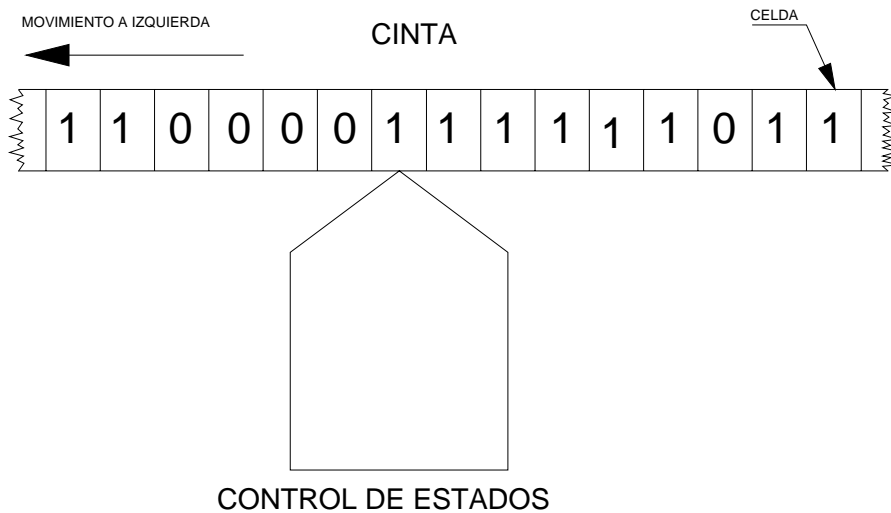 MOVIMIENTO A IZQUIERDA
CINTA
CELDA
1 1 0 0 0 0 1 1 1 1 1 1 0 1 1
CONTROL DE ESTADOS